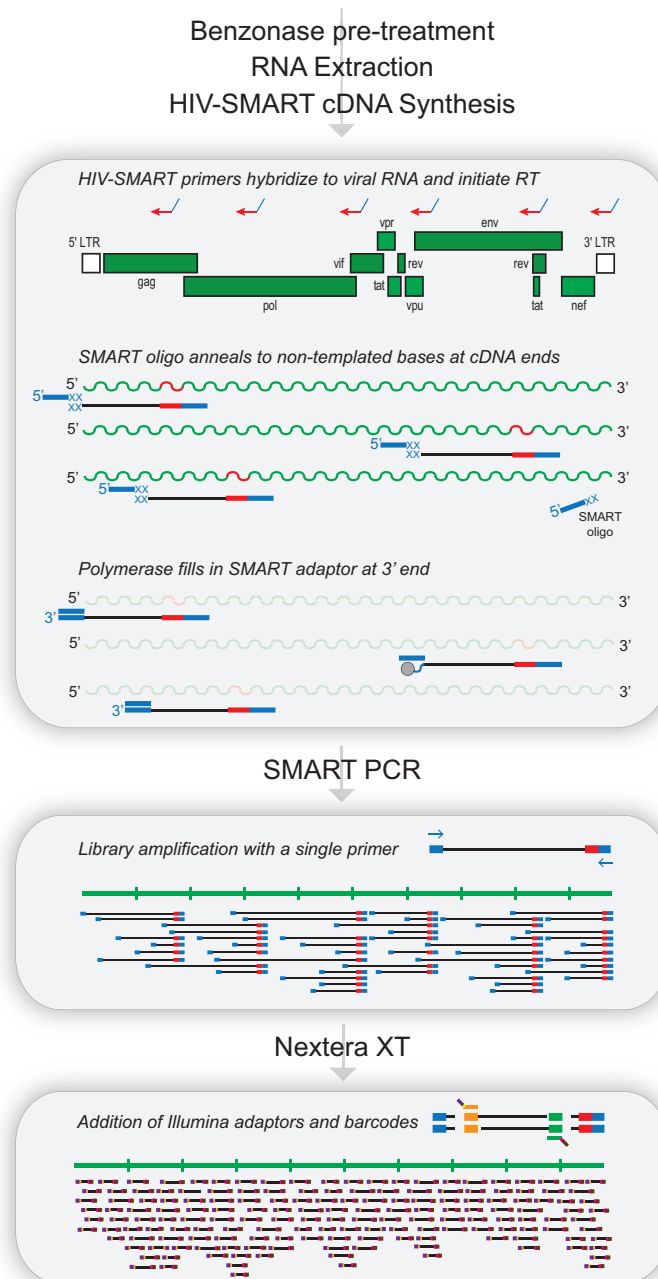 Benzonase pre-treatment
RNA Extraction
HIV-SMART cDNA Synthesis
HIV-SMART primers hybridize to viral RNA and initiate RT
5' LTR
gag
pol
vif
vpr
tat
rev
vpu
env
rev
tat
nef
3' LTR
SMART oligo anneals to non-templated bases at cDNA ends
5'
3'
5'
xx
xx
5'
3'
5'
xx
xx
5'
3'
5'
xx
xx
5'
xx
SMART
oligo
Polymerase fills in SMART adaptor at 3' end
5'
3'
3'
5'
3'
5'
3'
3'
SMART PCR
Library amplification with a single primer
Nextera XT
Addition of Illumina adaptors and barcodes